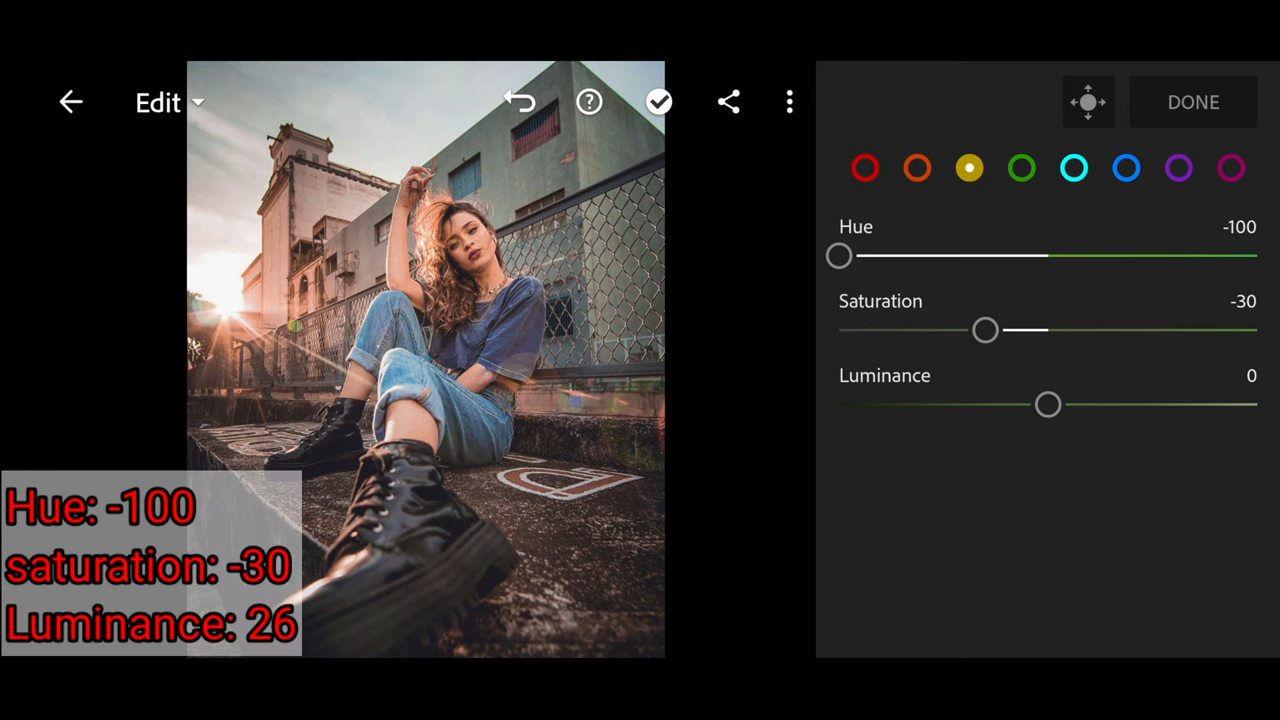 Edit
DONE
Hue -100
Saturation -30
Luminance 0
Hue: -100
saturation: -30
Luminance: 26